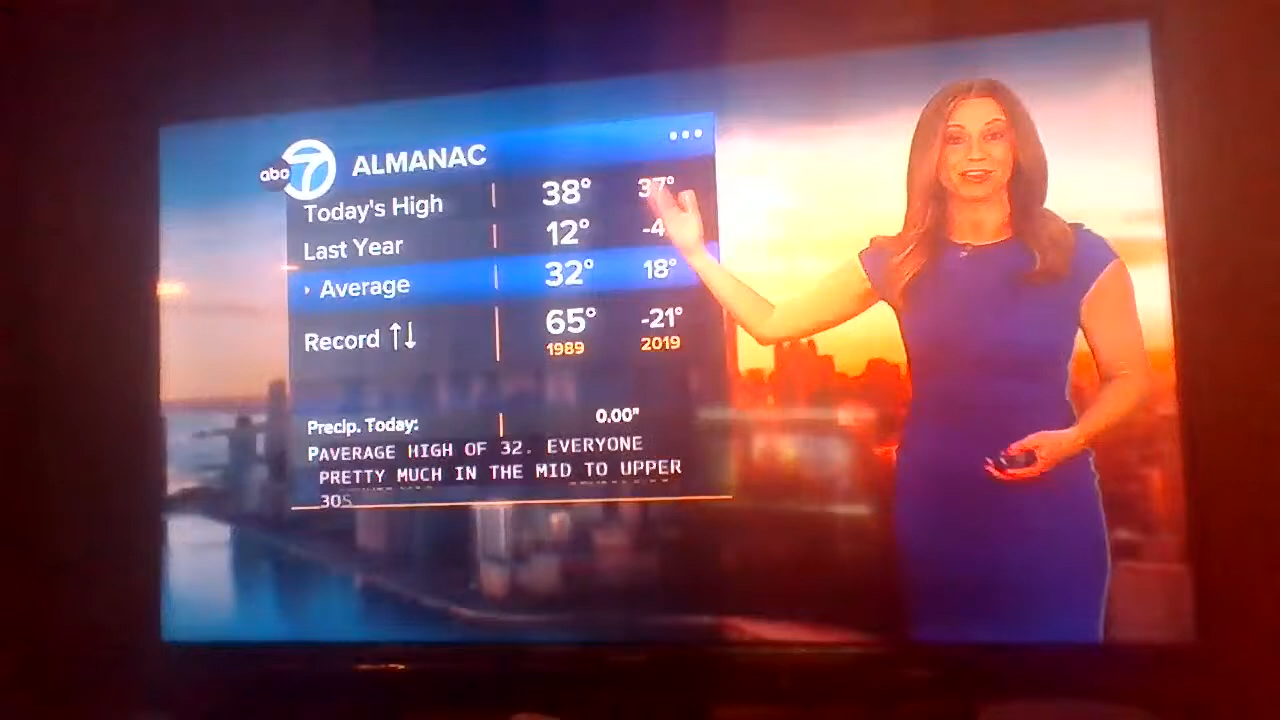 abc 7 ALMANAC
Today's High 38° 37°
Last Year 12° -4
Average 32° 18°
Record ↑↓ 65° -21°
1989 2019
Precip. Today: 0.00"
PAVERAGE HIGH OF 32. EVERYONE
PRETTY MUCH IN THE MID TO UPPER
30S